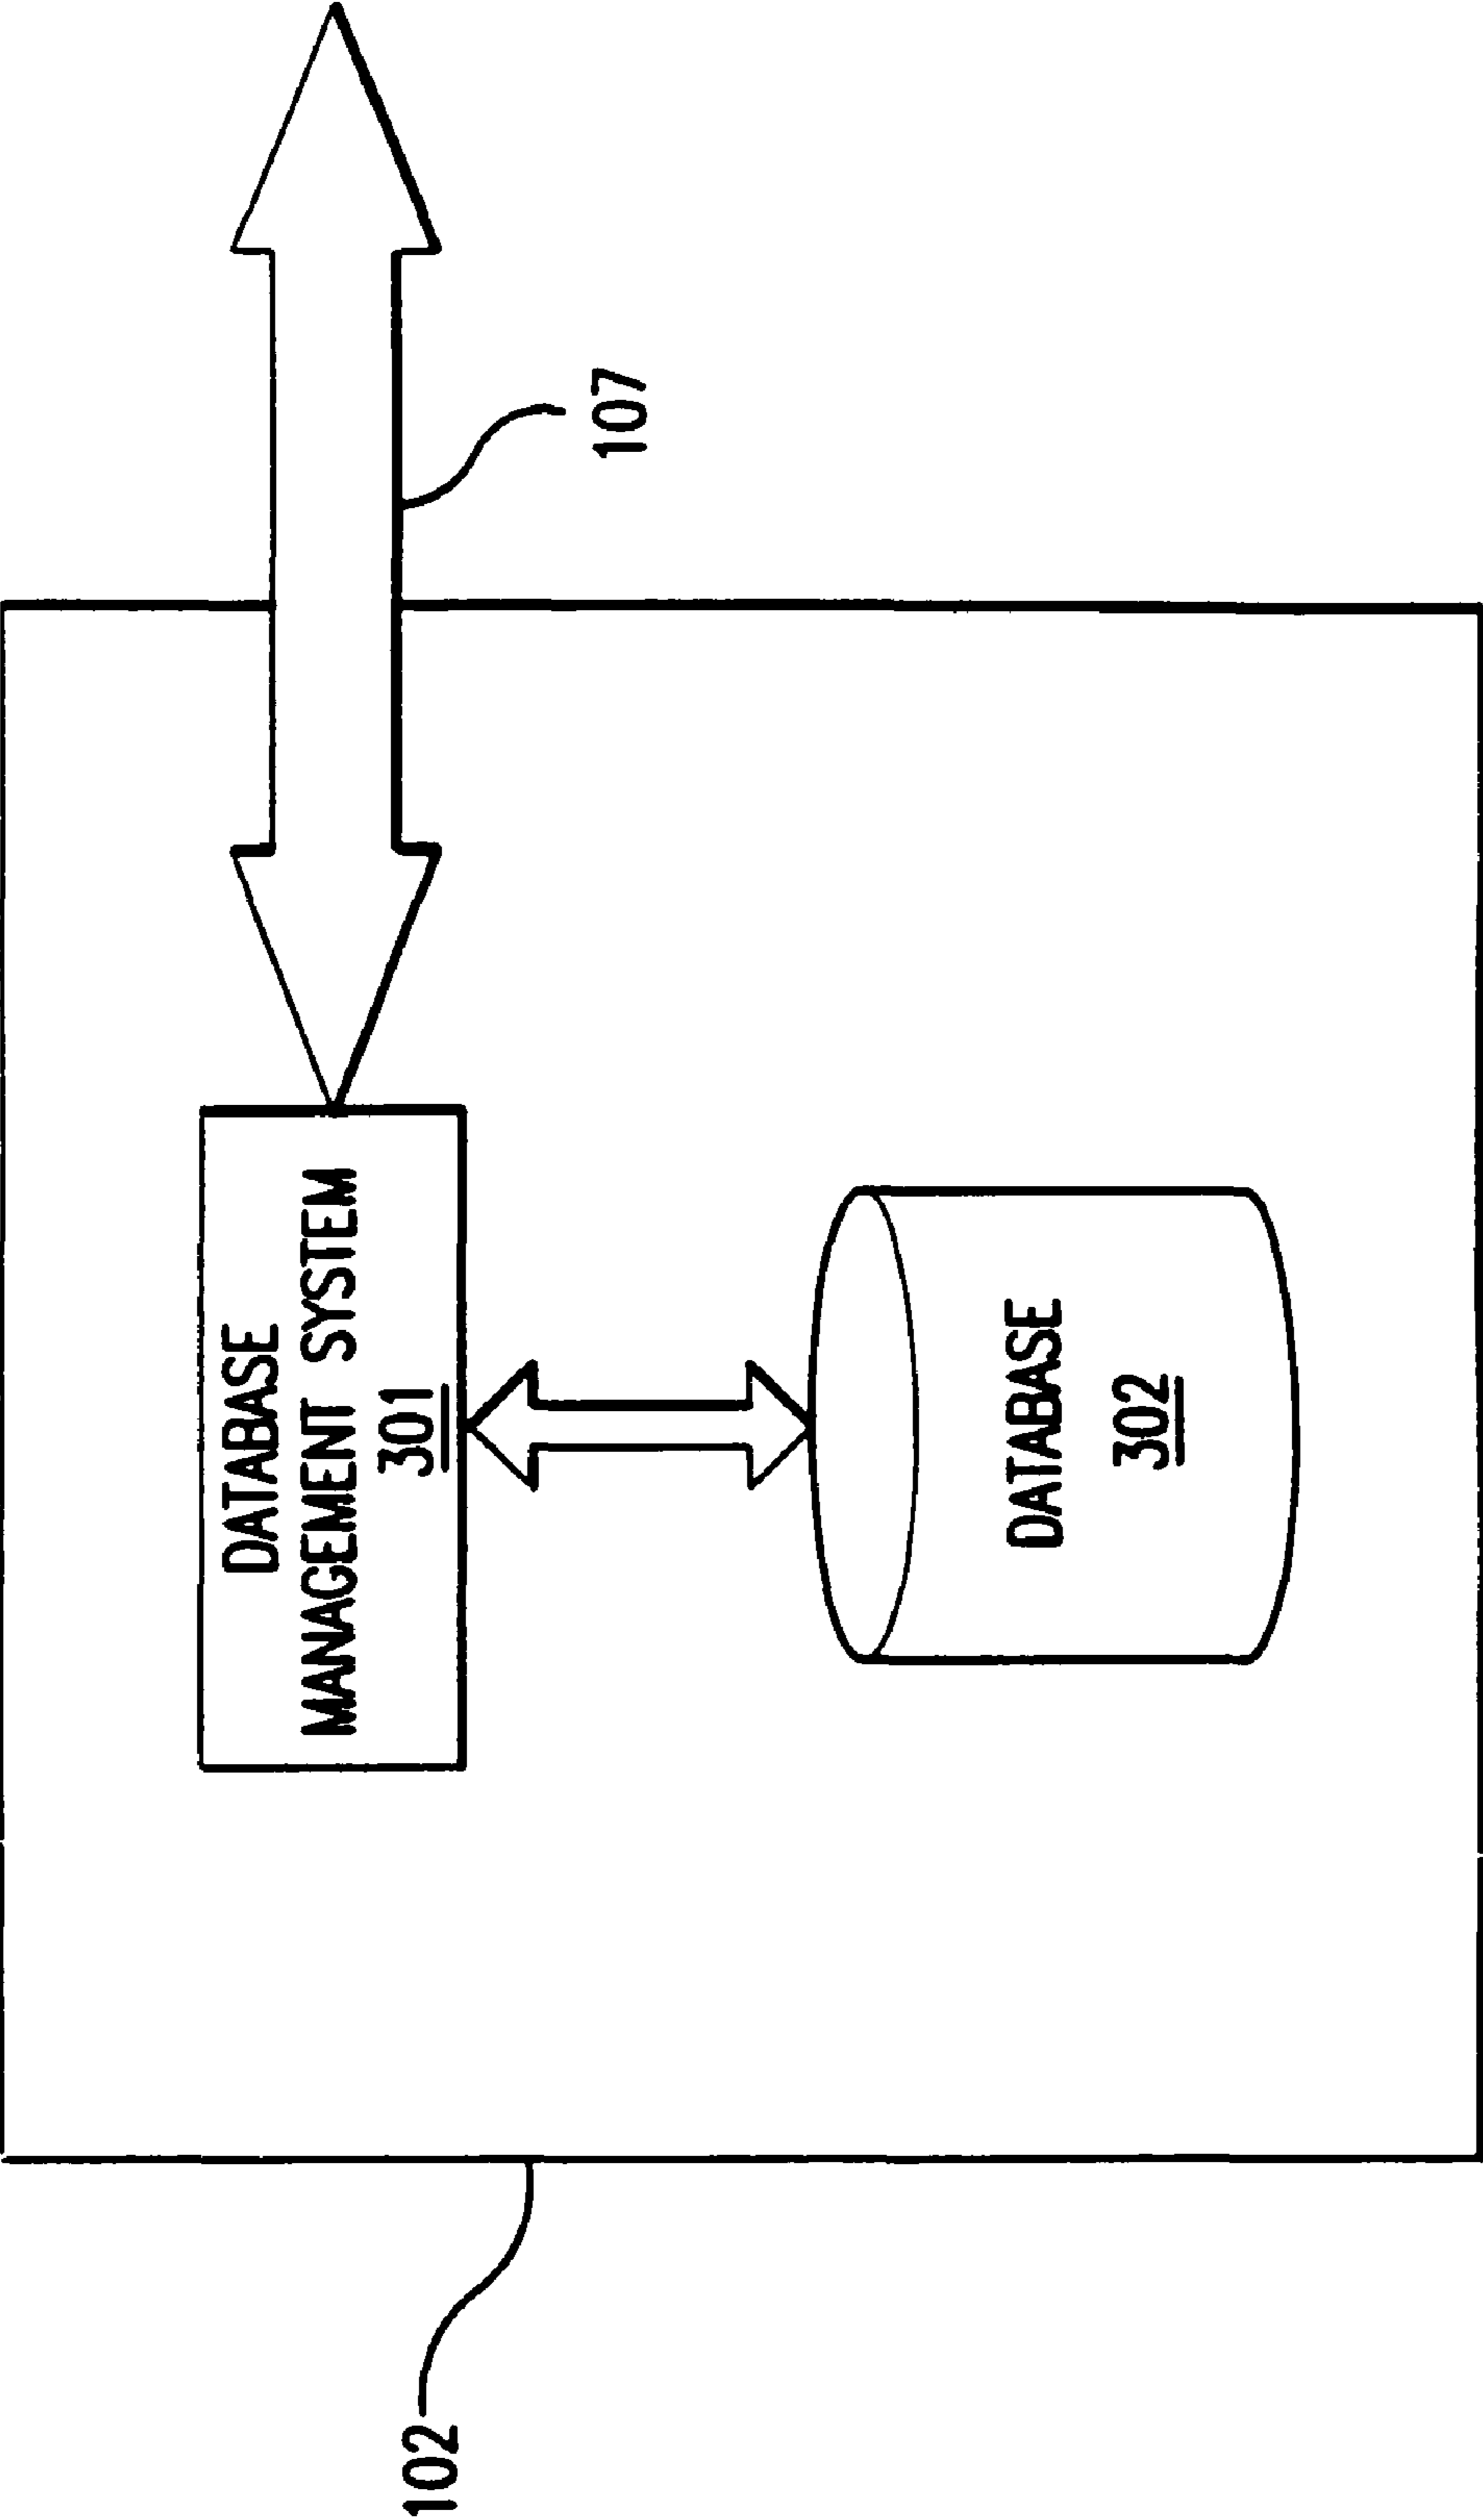 DATABASE
MANAGEMENT SYSTEM
301
107
DATABASE
302
102